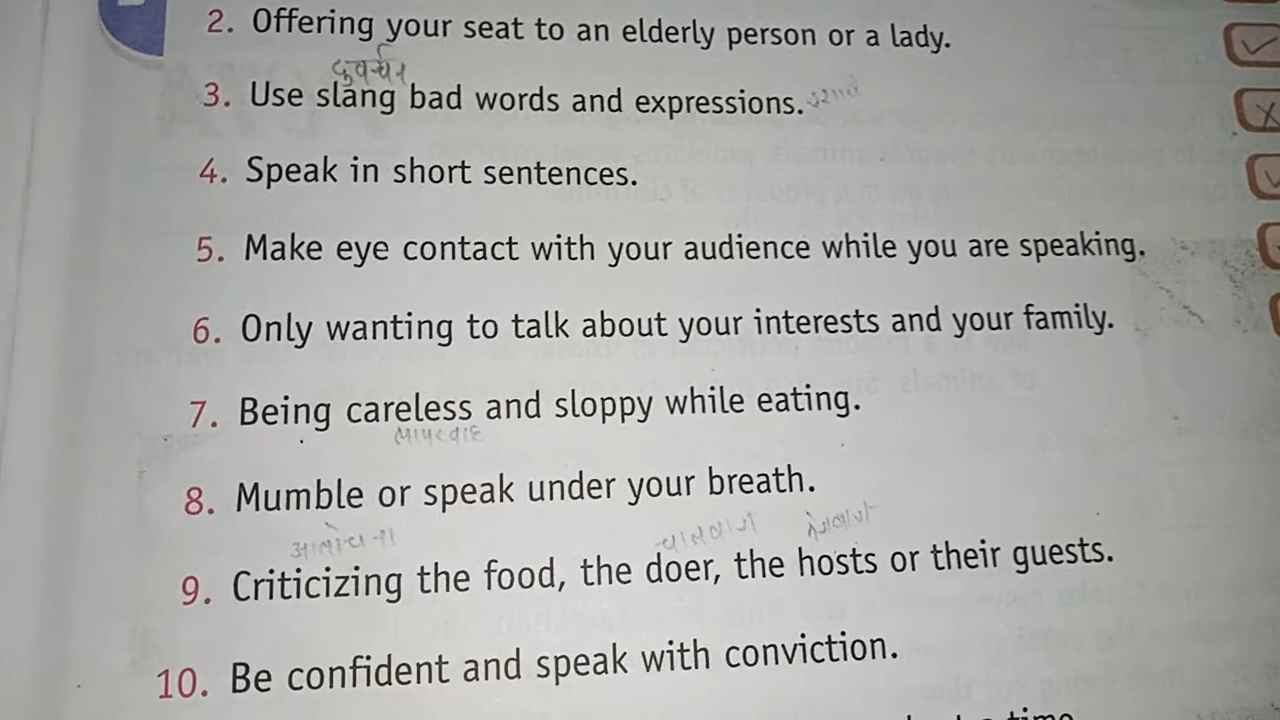 2. Offering your seat to an elderly person or a lady.
3. Use slang bad words and expressions.
4. Speak in short sentences.
5. Make eye contact with your audience while you are speaking.
6. Only wanting to talk about your interests and your family.
7. Being careless and sloppy while eating.
8. Mumble or speak under your breath.
9. Criticizing the food, the doer, the hosts or their guests.
10. Be confident and speak with conviction.